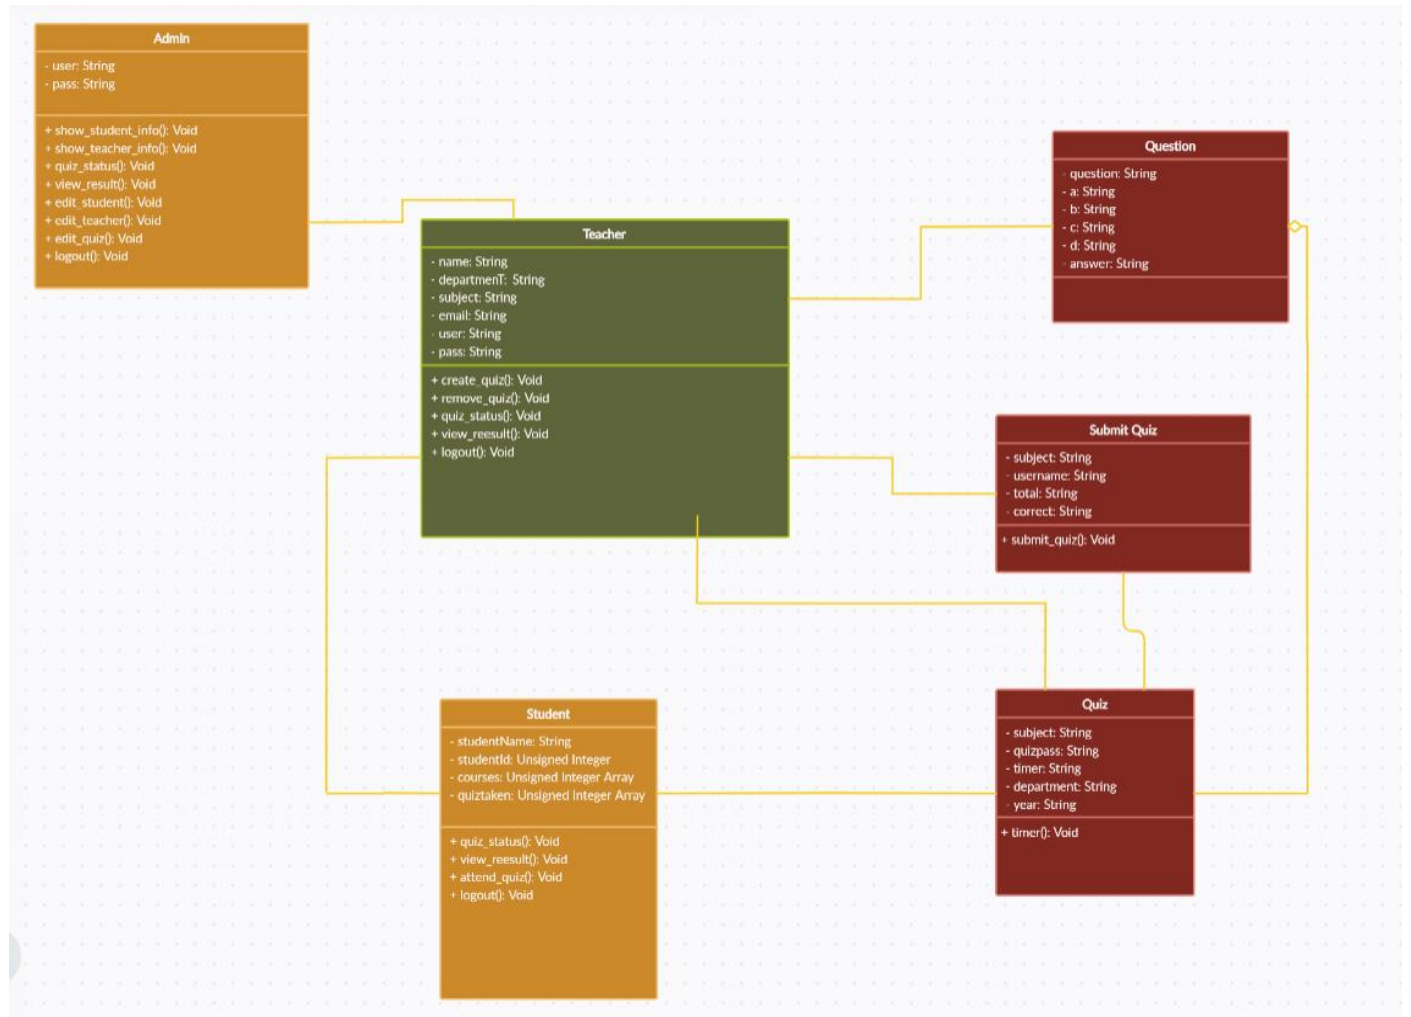 Admin
- user: String
- pass: String
+ show_student_info(): Void
+ show_teacher_info(): Void
+ quiz_status(): Void
+ view_result(): Void
+ edit_student(): Void
+ edit_teacher(): Void
+ edit_quiz(): Void
+ logout(): Void
Teacher
- name: String
- departmenT: String
- subject: String
- email: String
- user: String
- pass: String
+ create_quiz(): Void
+ remove_quiz(): Void
+ quiz_status(): Void
+ view_reesult(): Void
+ logout(): Void
Question
- question: String
- a: String
- b: String
- c: String
- d: String
- answer: String
Submit Quiz
- subject: String
- username: String
- total: String
- correct: String
+ submit_quiz(): Void
Student
- studentName: String
- studentId: Unsigned Integer
- courses: Unsigned Integer Array
- quiztaken: Unsigned Integer Array
+ quiz_status(): Void
+ view_reesult(): Void
+ attend_quiz(): Void
+ logout(): Void
Quiz
- subject: String
- quizpass: String
- timer: String
- department: String
- year: String
+ timer(): Void